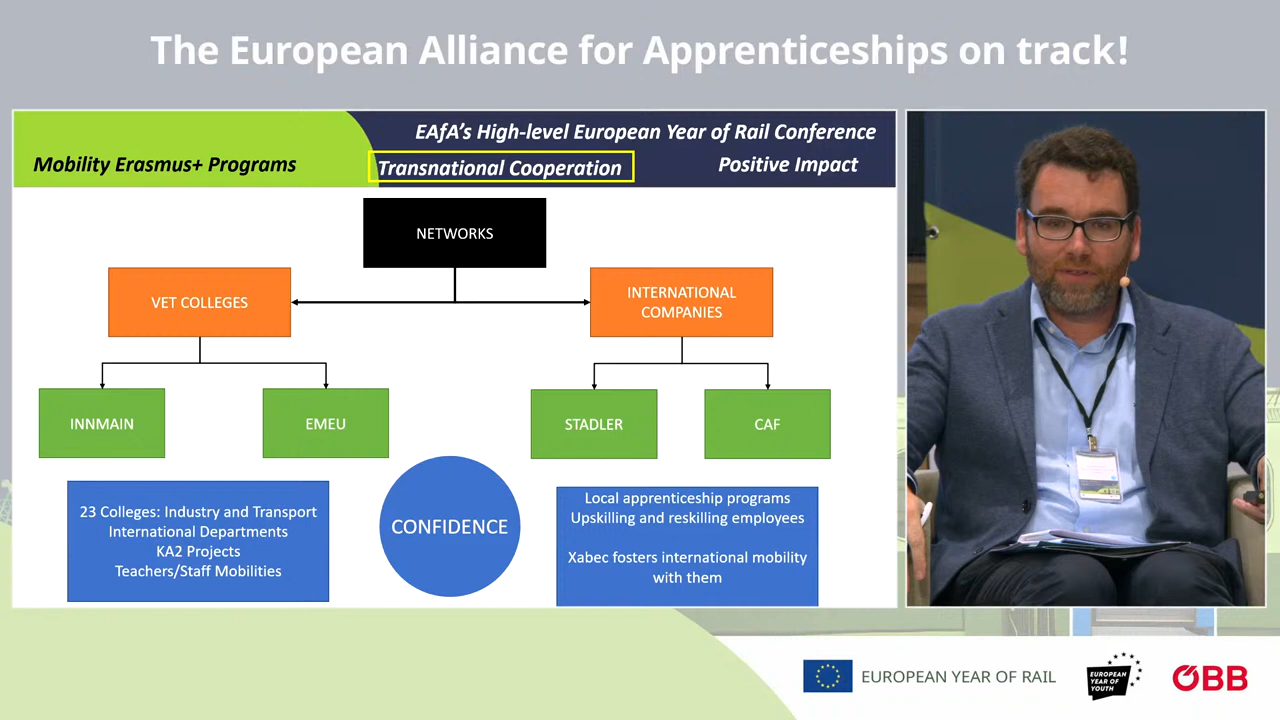 The European Alliance for Apprenticeships on track!
EAfA's High-level European Year of Rail Conference
Mobility Erasmus+ Programs
Transnational Cooperation
Positive Impact
NETWORKS
VET COLLEGES
INTERNATIONAL
COMPANIES
INNMAIN
EMEU
STADLER
CAF
23 Colleges: Industry and Transport
International Departments
KA2 Projects
Teachers/Staff Mobilities
CONFIDENCE
Local apprenticeship programs
Upskilling and reskilling employees
Xabec fosters international mobility
with them
EUROPEAN YEAR OF RAIL
EUROPEAN
YEAR OF
YOUTH
ÖBB